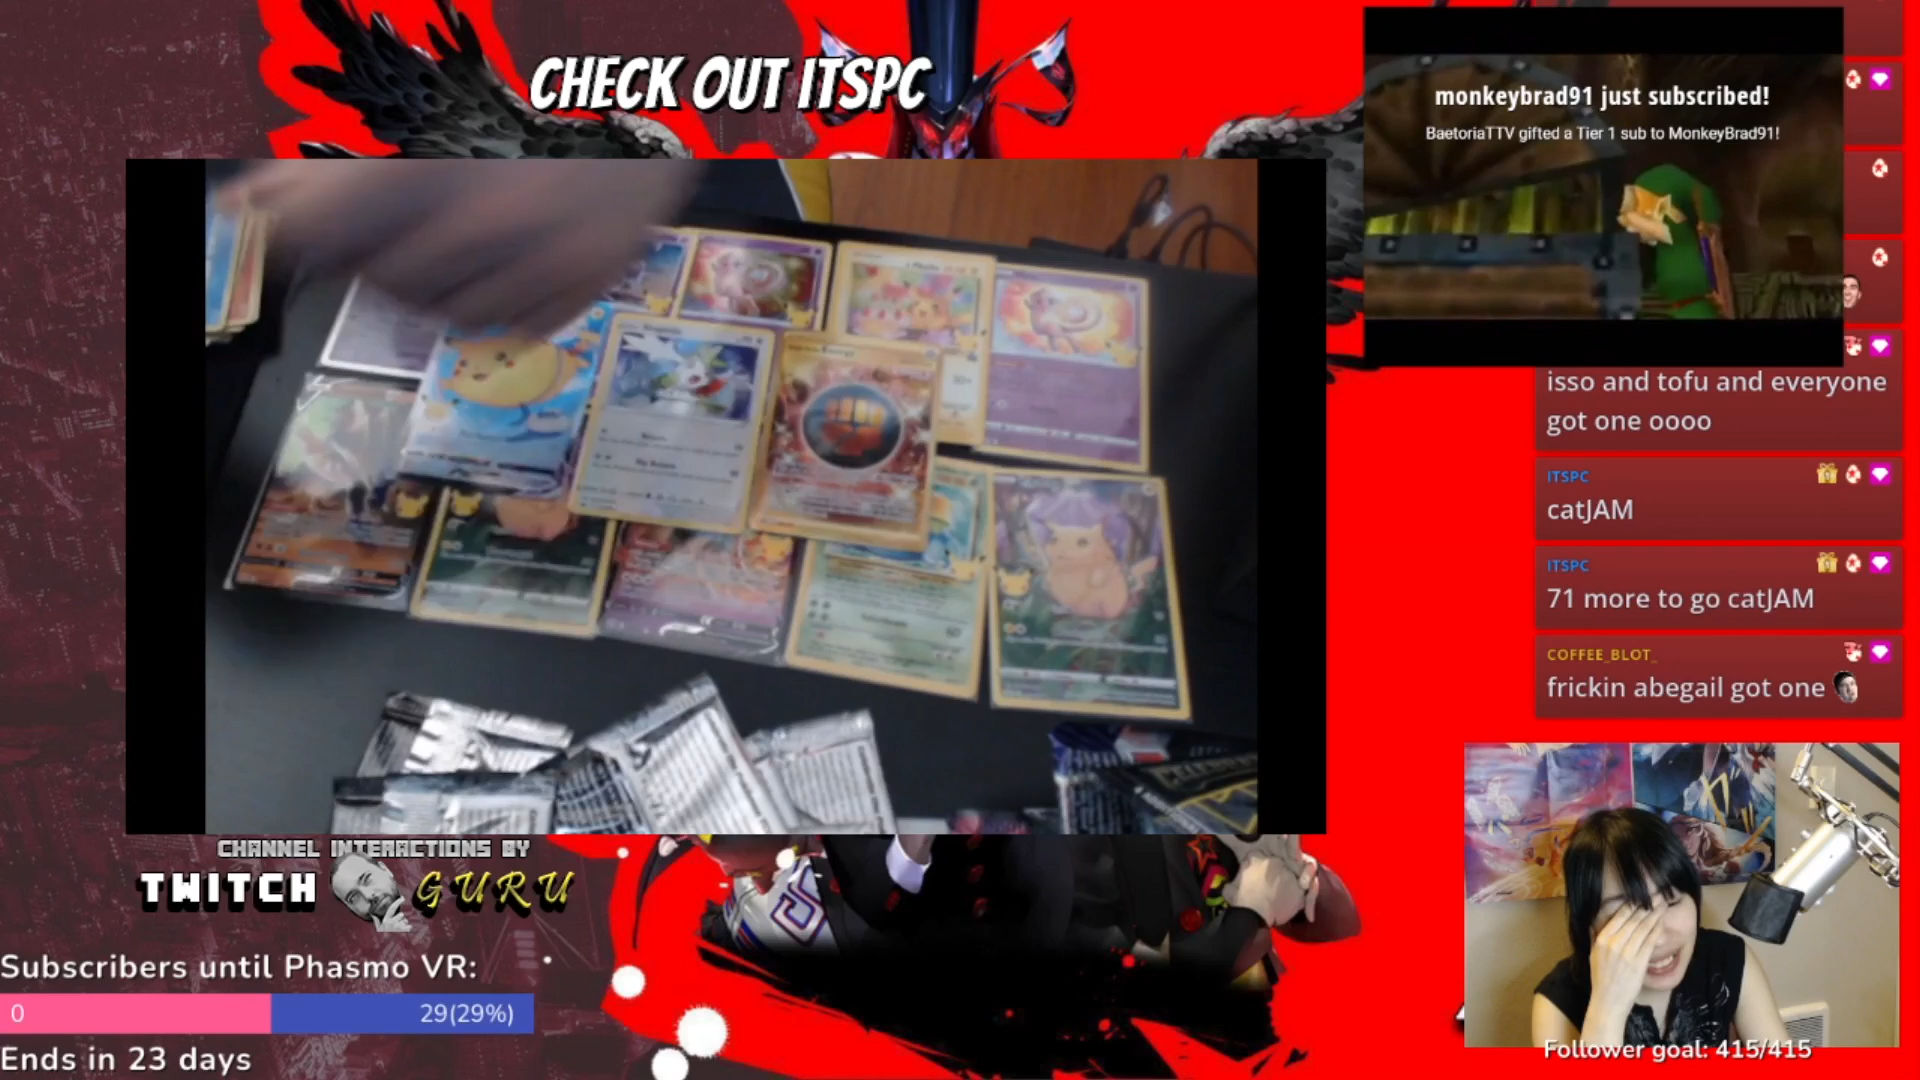 CHECK OUT ITSPC
monkeybrad91 just subscribed!
BaetoriaTTV gifted a Tier 1 sub to MonkeyBrad91!
isso and tofu and everyone
got one oooo
ITSPC
catJAM
ITSPC
71 more to go catJAM
COFFEE_BLOT_
frickin abegail got one
CHANNEL INTERACTIONS BY
TWITCH GURU
Subscribers until Phasmo VR:
0 29(29%)
Ends in 23 days
Follower goal: 415/415